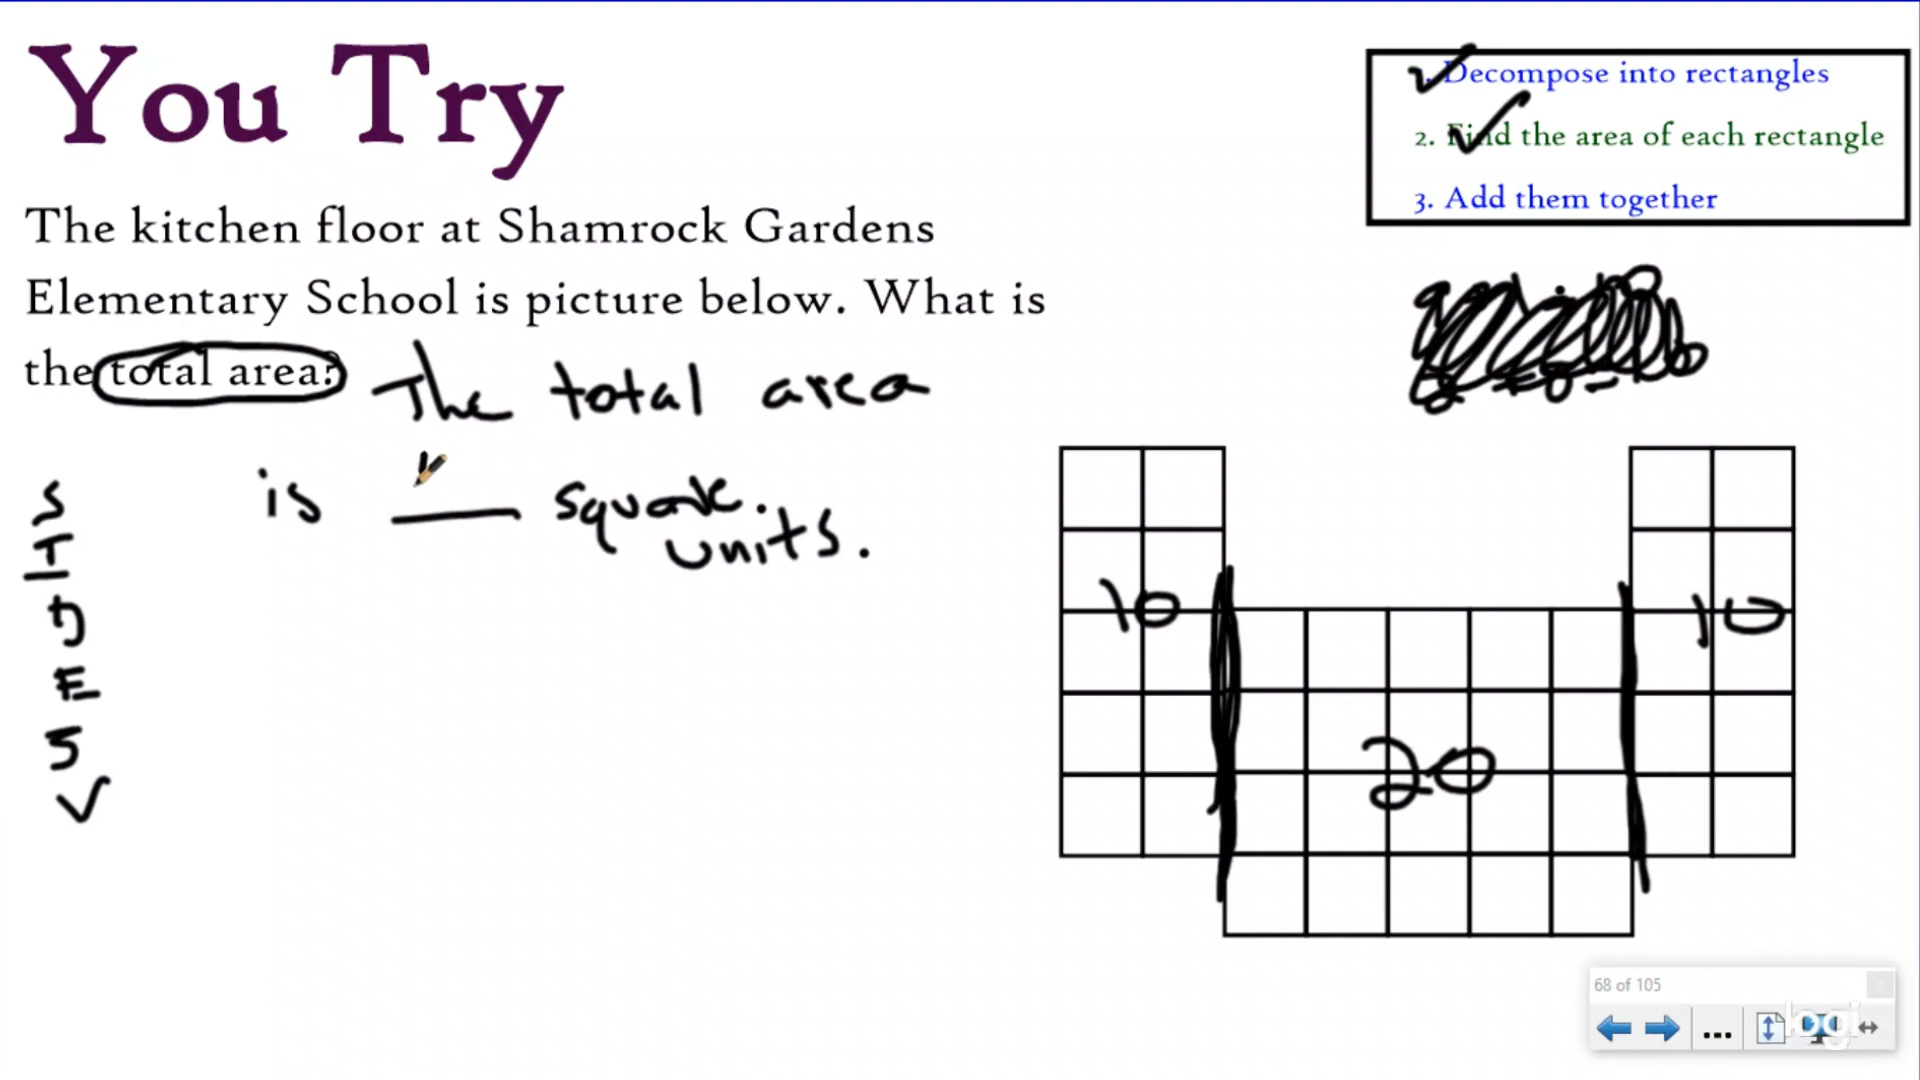 You Try
1. Decompose into rectangles
2. Find the area of each rectangle
3. Add them together
The kitchen floor at Shamrock Gardens
Elementary School is picture below. What is
the total area?
The total area
is ___ square.
units.
S
T
D
E
S
10
10
20
68 of 105